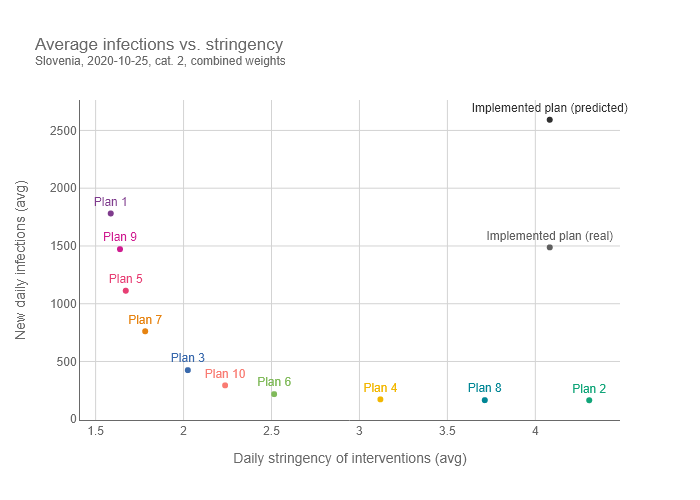 Average infections vs. stringency
Slovenia, 2020-10-25, cat. 2, combined weights
Implemented plan (predicted)
2500
2000
Plan 1
Plan 9
Implemented plan (real)
1500
Plan 5
1000
Plan 7
Plan 3
500
Plan 10
Plan 6
Plan 4
Plan 8
Plan 2
0
1.5
2
2.5
3
3.5
4
New daily infections (avg)
Daily stringency of interventions (avg)